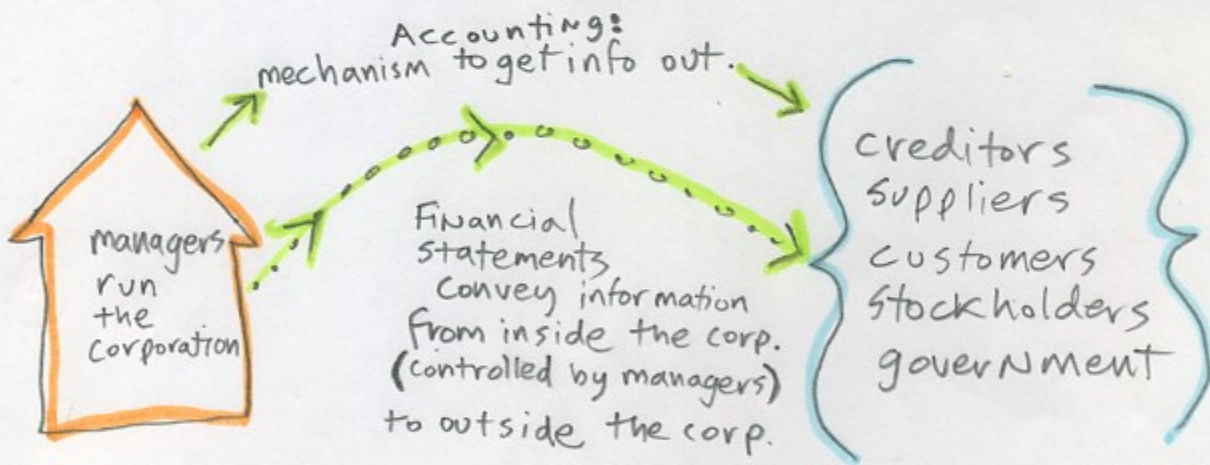 Accounting:
mechanism to get info out.
managers
run
the
corporation
Financial
statements
convey information
from inside the corp.
(controlled by managers)
to outside the corp.
creditors
suppliers
customers
stockholders
government